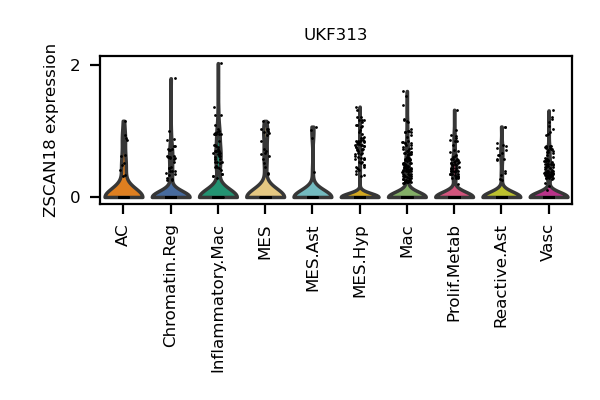 UKF313
ZSCAN18 expression
2
0
AC
Chromatin.Reg
Inflammatory.Mac
MES
MES.Ast
MES.Hyp
Mac
Prolif.Metab
Reactive.Ast
Vasc